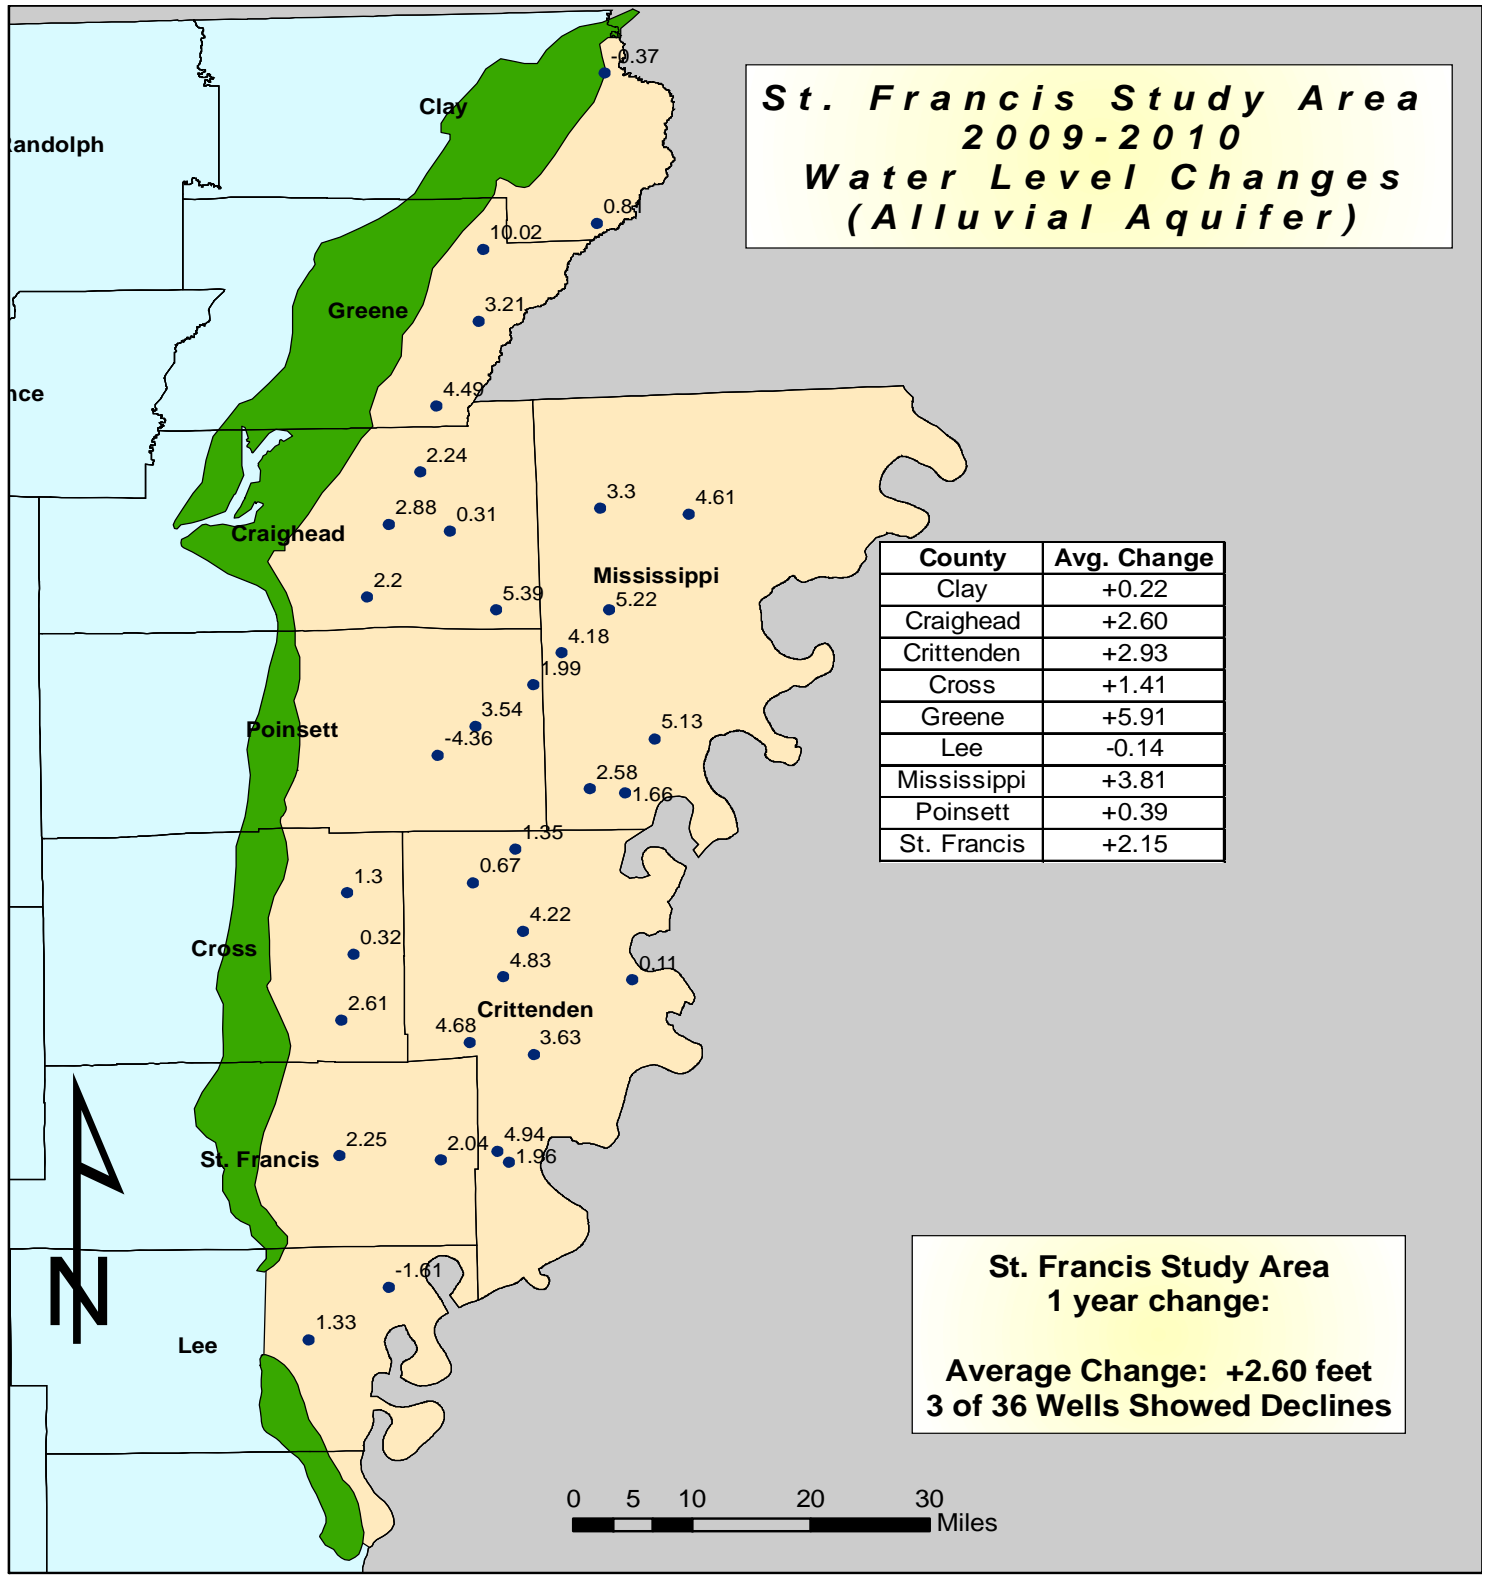 St. Francis Study Area
2009-2010
Water Level Changes
(Alluvial Aquifer)
-0.37
Clay
andolph
0.81
10.02
3.21
Greene
nce
4.49
2.24
3.3
4.61
2.88
0.31
Craighead
Mississippi
2.2
5.39
5.22
4.18
1.99
3.54
5.13
Poinsett
-4.36
2.58
1.66
County Avg. Change
Clay +0.22
Craighead +2.60
Crittenden +2.93
Cross +1.41
Greene +5.91
Lee -0.14
Mississippi +3.81
Poinsett +0.39
St. Francis +2.15
1.35
0.67
1.3
4.22
0.32
Cross
4.83
0.11
2.61
Crittenden
4.68
3.63
2.25
2.04
4.94
St. Francis
1.96
-1.61
N
1.33
Lee
St. Francis Study Area
1 year change:
Average Change: +2.60 feet
3 of 36 Wells Showed Declines
0 5 10 20 30
Miles